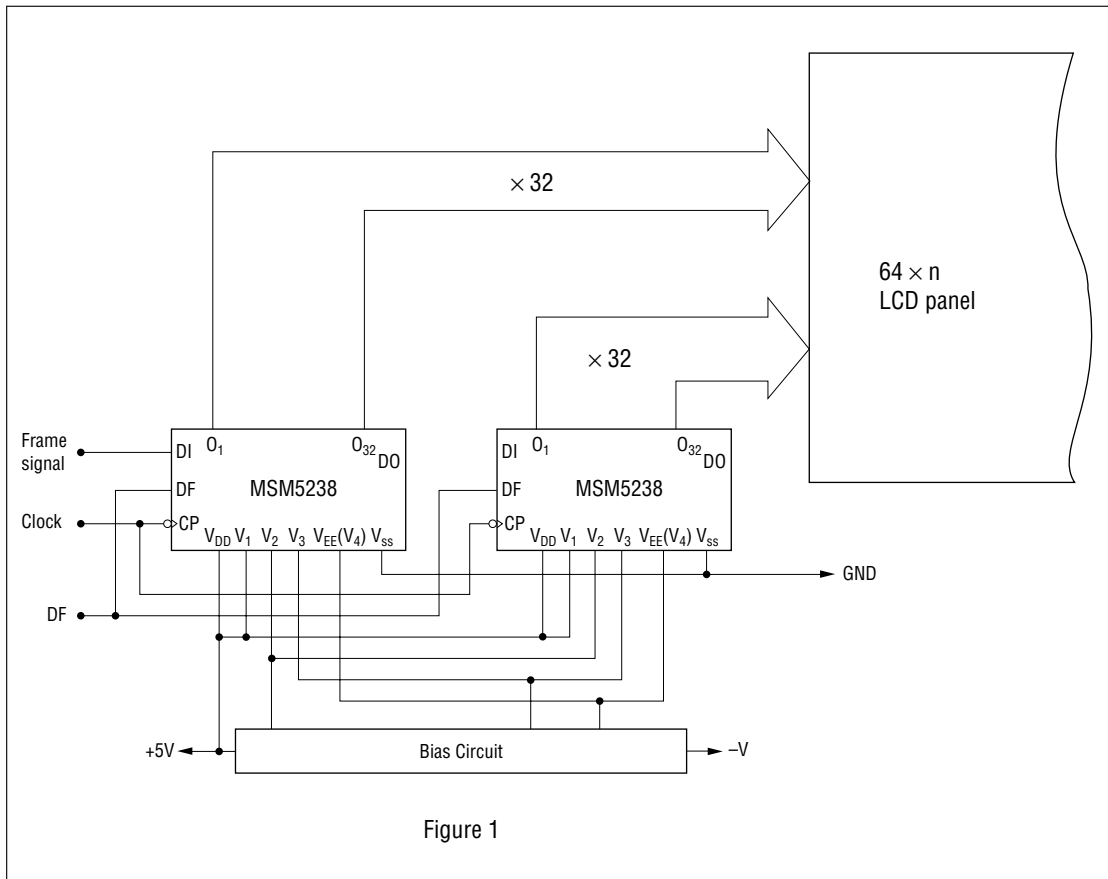 × 32
64 × n
LCD panel
× 32
Frame
signal
DI
O1
O32
DO
DF
MSM5238
Clock
CP
VDD V1 V2 V3 VEE(V4) Vss
DI
O1
O32
DO
DF
MSM5238
CP
VDD V1 V2 V3 VEE(V4) Vss
GND
DF
+5V
Bias Circuit
–V
Figure 1